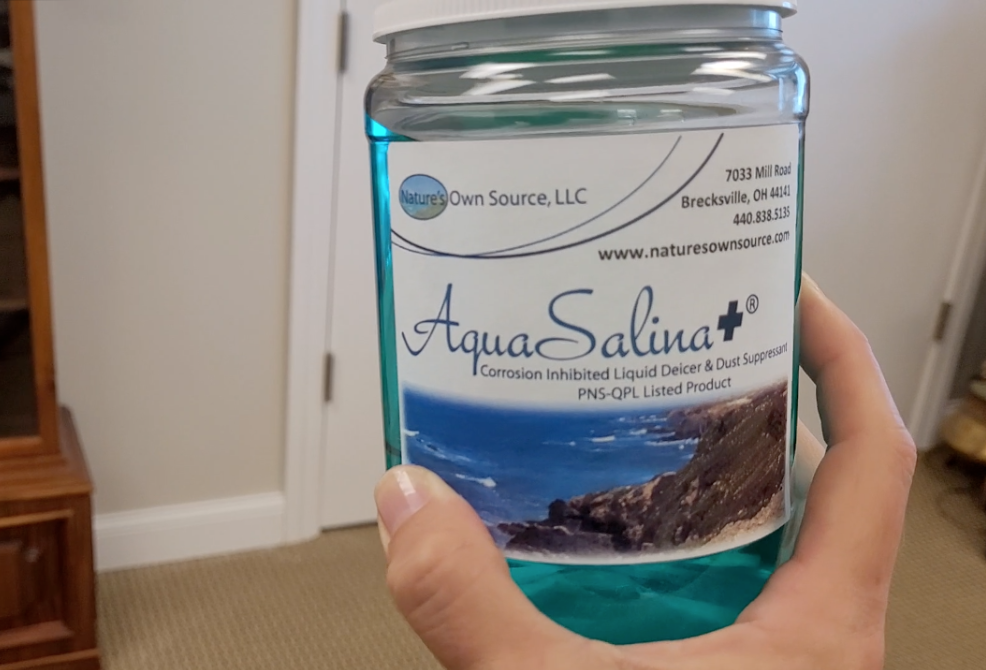 Nature's Own Source, LLC
7033 Mill Road
Brecksville, OH 44141
440.838.5135
www.naturesownsource.com
AquaSalina+®
Corrosion Inhibited Liquid Deicer & Dust Suppressant
PNS-QPL Listed Product